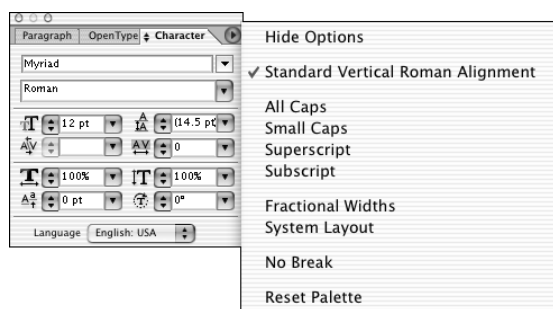 Paragraph OpenType Character
Myriad
Roman
12 pt (14.5 pt
0
100% 100%
0 pt 0°
Language English: USA
Hide Options
✓ Standard Vertical Roman Alignment
All Caps
Small Caps
Superscript
Subscript
Fractional Widths
System Layout
No Break
Reset Palette